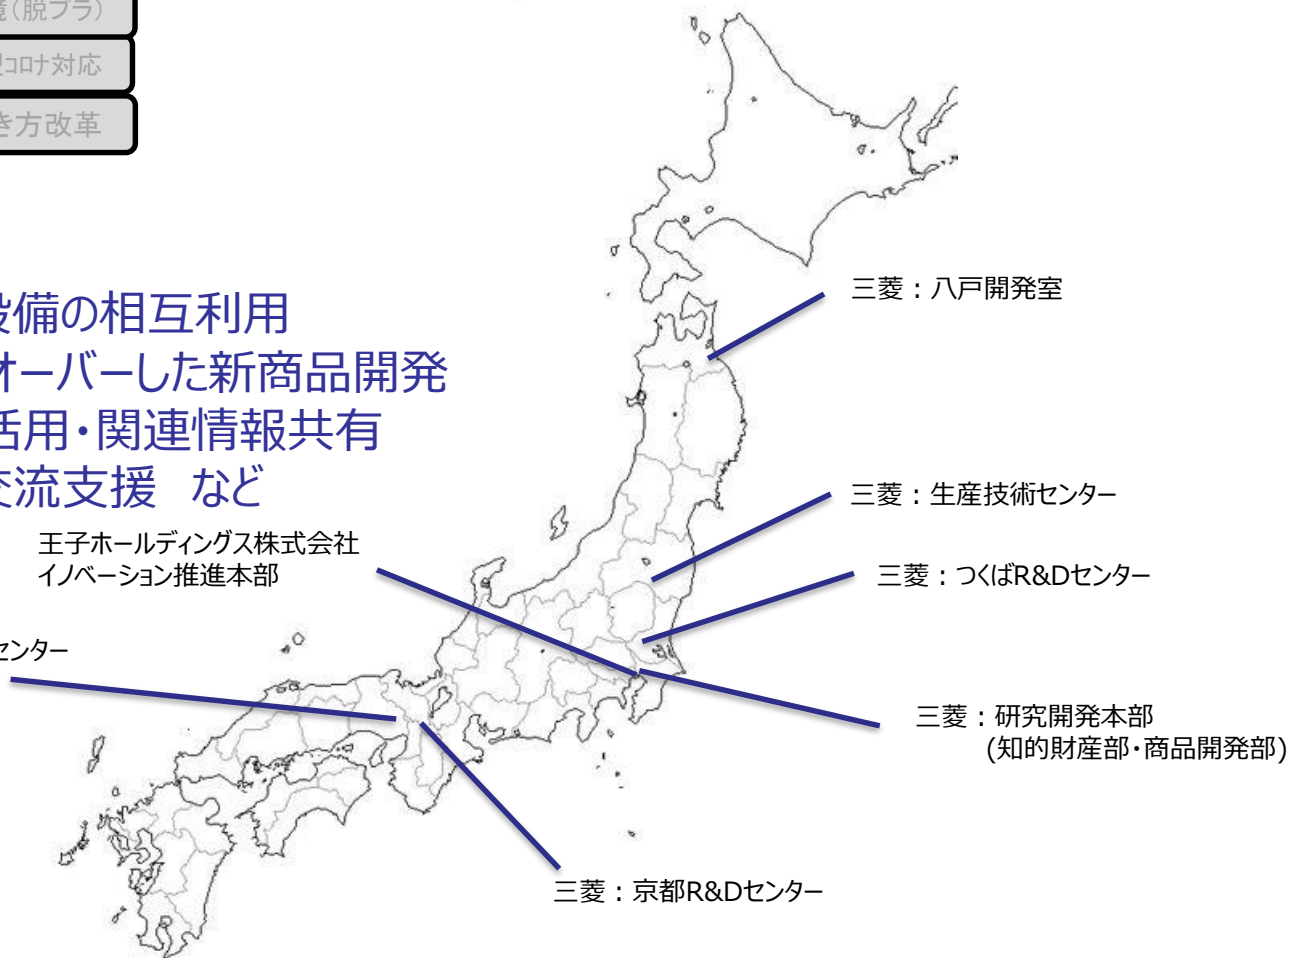 (脱プラ)
コロナ対応
き方改革
設備の相互利用
オーバーした新商品開発
活用・関連情報共有
交流支援　など
三菱：八戸開発室
三菱：生産技術センター
王子ホールディングス株式会社
イノベーション推進本部
三菱：つくばR&Dセンター
センター
三菱：研究開発本部
(知的財産部・商品開発部)
三菱：京都R&Dセンター